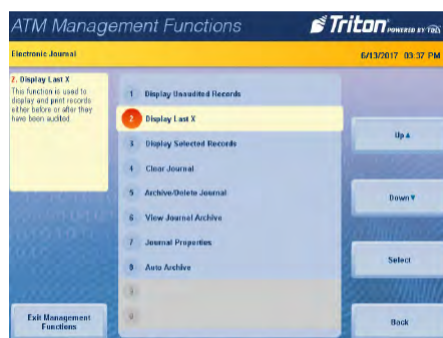 ATM Management Functions
Triton POWERED BY TDL
Electronic Journal
6/13/2017 03:37 PM
2. Display Last X
This function is used to
display and print records
either before or after they
have been audited.
1 Display Unaudited Records
2 Display Last X
3 Display Selected Records
4 Clear Journal
5 Archive/Delete Journal
6 View Journal Archive
7 Journal Properties
8 Auto Archive
9
0
Up▲
Down▼
Select
Back
Exit Management
Functions